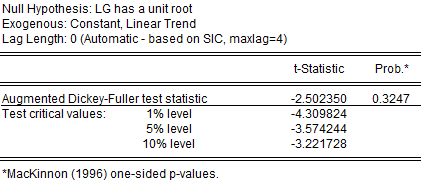 Null Hypothesis: LG has a unit root
Exogenous: Constant, Linear Trend
Lag Length: 0 (Automatic - based on SIC, maxlag=4)
t-Statistic Prob.*
Augmented Dickey-Fuller test statistic -2.502350 0.3247
Test critical values: 1% level -4.309824
5% level -3.574244
10% level -3.221728
*MacKinnon (1996) one-sided p-values.